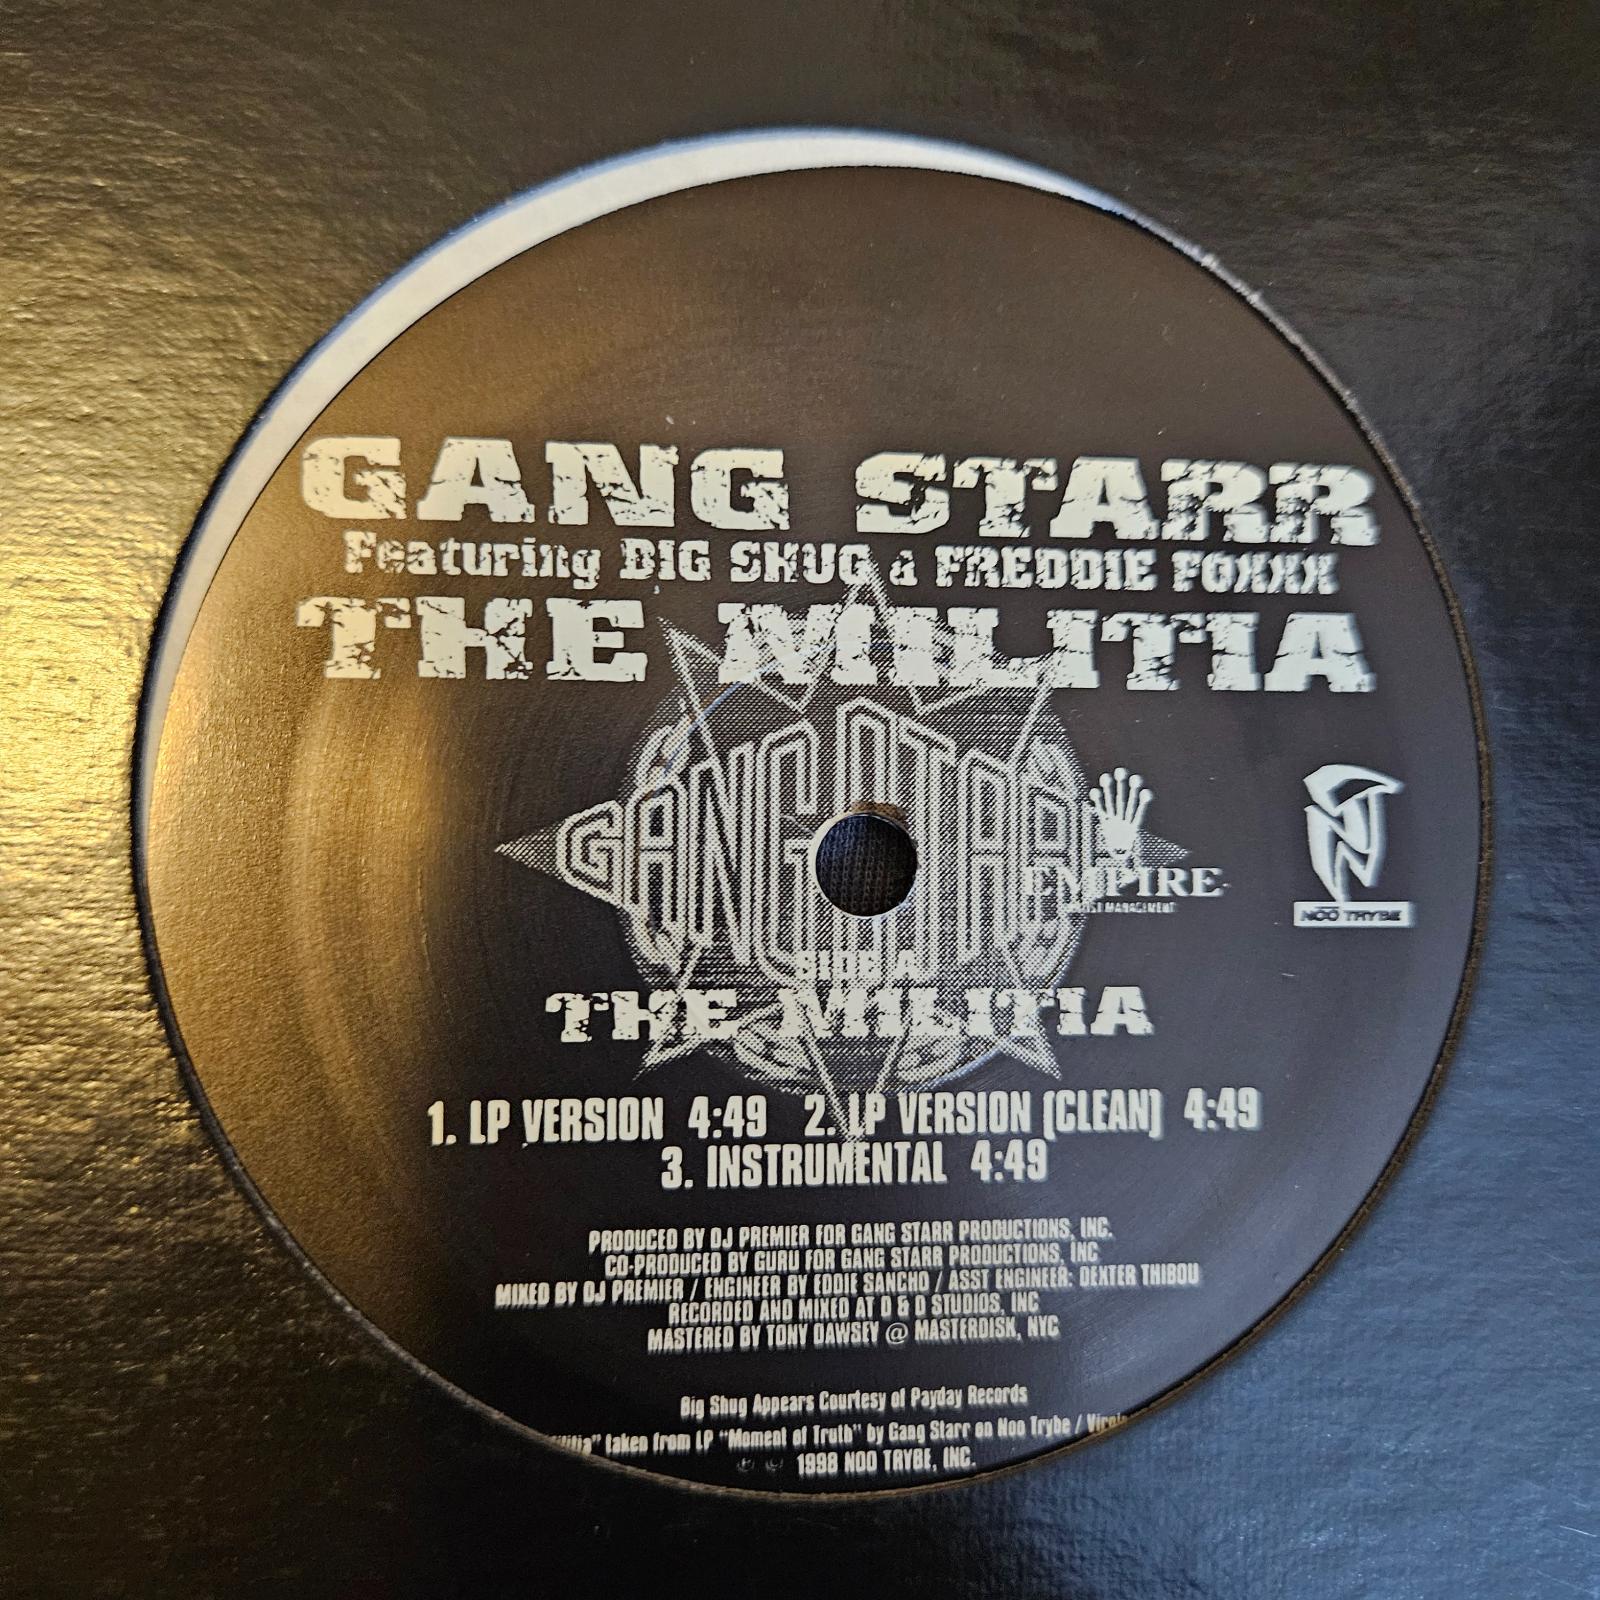 GANG STARR
Featuring BIG SHUG & FREDDIE FOXXX
THE MILITIA
GANG STARR
EMPIRE
MANAGEMENT
NOO TRYBE
SIDE A
THE MILITIA
1. LP VERSION 4:49 2. LP VERSION (CLEAN) 4:49
3. INSTRUMENTAL 4:49
PRODUCED BY DJ PREMIER FOR GANG STARR PRODUCTIONS, INC.
CO-PRODUCED BY GURU FOR GANG STARR PRODUCTIONS, INC
MIXED BY DJ PREMIER / ENGINEER BY EDDIE SANCHO / ASST ENGINEER: DEXTER THIBOU
RECORDED AND MIXED AT D & D STUDIOS, INC
MASTERED BY TONY DAWSEY @ MASTERDISK, NYC
Big Shug Appears Courtesy of Payday Records
taken from LP "Moment of Truth" by Gang Starr on Noo Trybe /
1998 NOO TRYBE, INC.